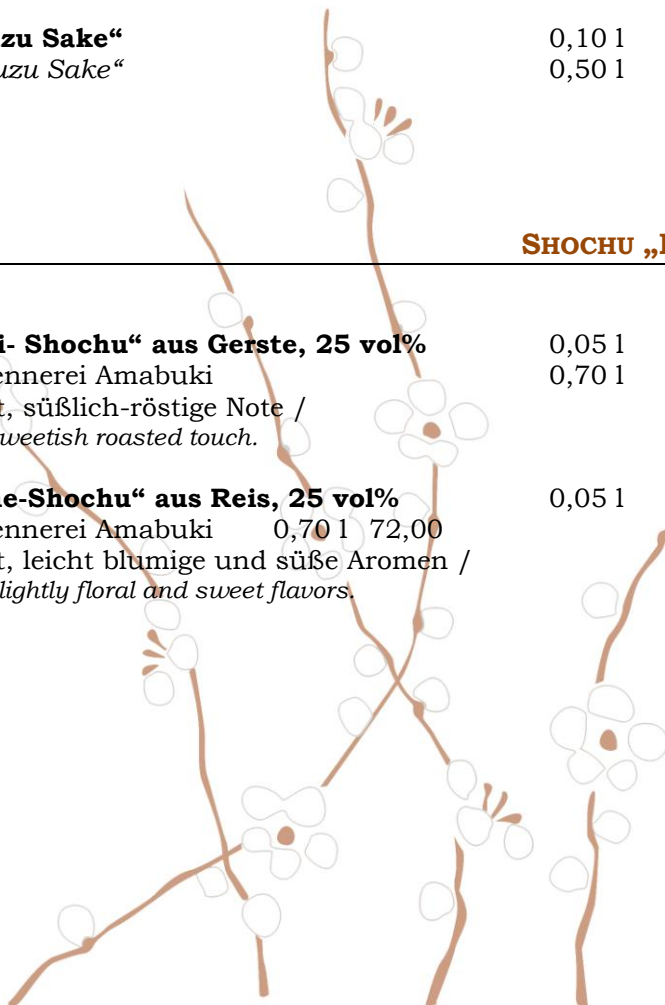 zu Sake“ 0,10 l
uzu Sake“ 0,50 l
SHOCHU „
i- Shochu“ aus Gerste, 25 vol% 0,05 l
ennerei Amabuki 0,70 l
t, süßlich-röstige Note /
weetish roasted touch.
e-Shochu“ aus Reis, 25 vol% 0,05 l
ennerei Amabuki 0,70 l 72,00
t, leicht blumige und süße Aromen /
lightly floral and sweet flavors.